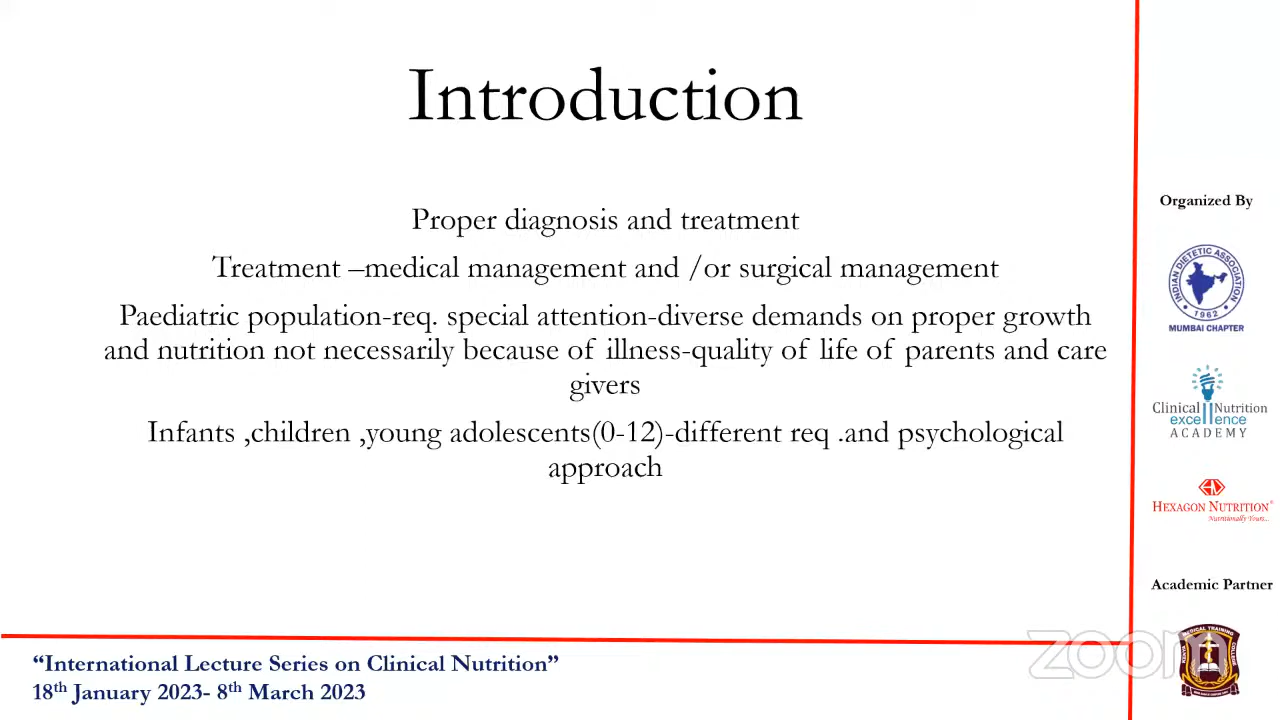 Introduction
Proper diagnosis and treatment
Treatment –medical management and /or surgical management
Paediatric population-req. special attention-diverse demands on proper growth
and nutrition not necessarily because of illness-quality of life of parents and care
givers
Infants ,children ,young adolescents(0-12)-different req .and psychological
approach
Organized By
INDIAN DIETETIC ASSOCIATION
1962
MUMBAI CHAPTER
Clinical Nutrition
excellence
ACADEMY
HEXAGON NUTRITION®
Nutritionally Yours...
Academic Partner
MEDICAL TRAINING
COLLEGE
zoom
“International Lecture Series on Clinical Nutrition”
18th January 2023- 8th March 2023